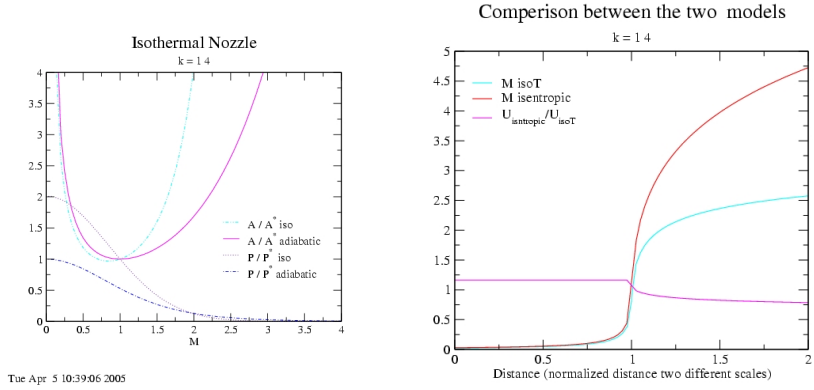 Isothermal Nozzle
k = 1 4
4
3.5
3
2.5
2
1.5
1
0.5
0
A / A* iso
A / A* adiabatic
P / P* iso
P / P* adiabatic
0 0.5 1 1.5 2 2.5 3 3.5 4
M
Tue Apr 5 10:39:06 2005
Comparison between the two models
k = 1 4
5
4.5
4
3.5
3
2.5
2
1.5
1
0.5
0
M isoT
M isentropic
Uisntropic/UisoT
0 0.5 1 1.5 2
Distance (normalized distance two different scales)